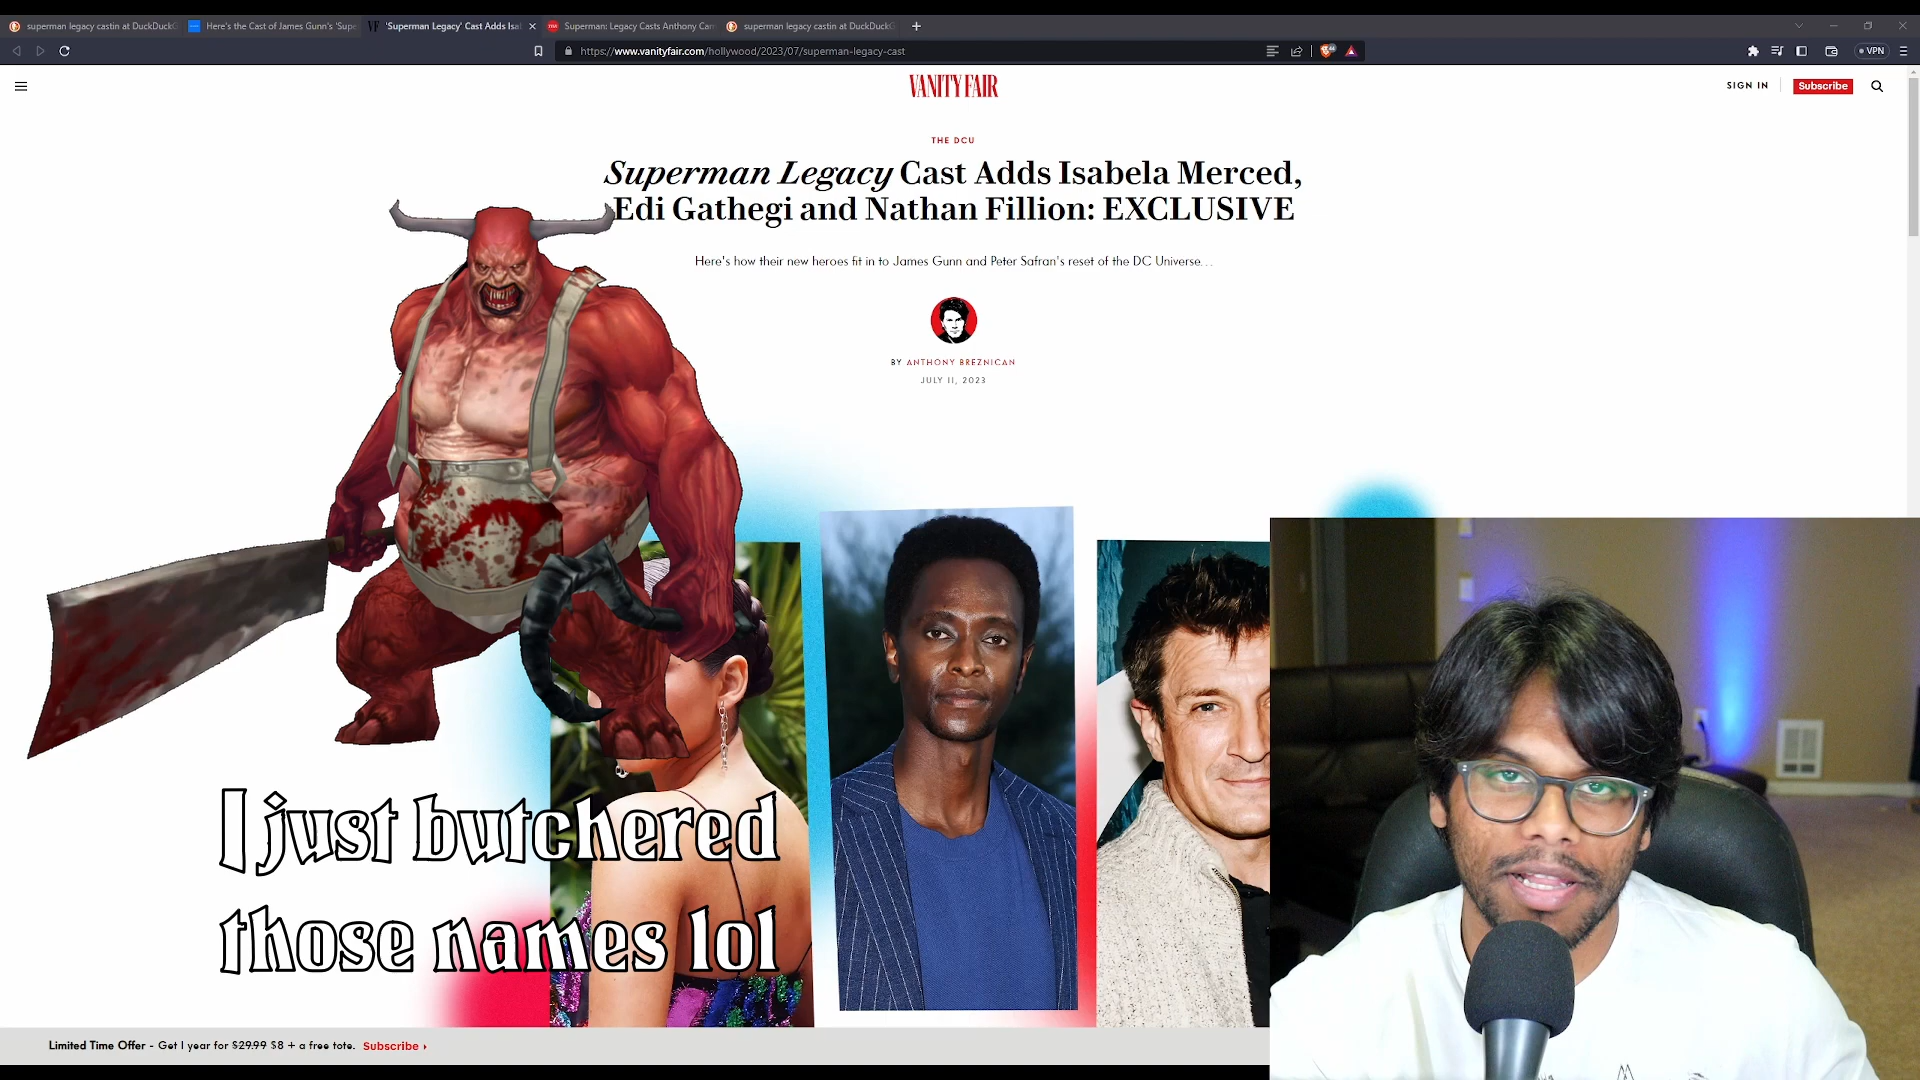 superman legacy castin at DuckDuckG
Here's the Cast of James Gunn's 'Supe
VF 'Superman Legacy' Cast Adds Isa
Superman: Legacy Casts Anthony Car
superman legacy castin at DuckDuckG
https://www.vanityfair.com/hollywood/2023/07/superman-legacy-cast
VPN
VANITY FAIR
SIGN IN
Subscribe
THE DCU
Superman Legacy Cast Adds Isabela Merced,
Edi Gathegi and Nathan Fillion: EXCLUSIVE
Here's how their new heroes fit in to James Gunn and Peter Safran's reset of the DC Universe…
BY ANTHONY BREZNICAN
JULY 11, 2023
I just butchered
those names lol
Limited Time Offer - Get 1 year for $29.99 $8 + a free tote. Subscribe